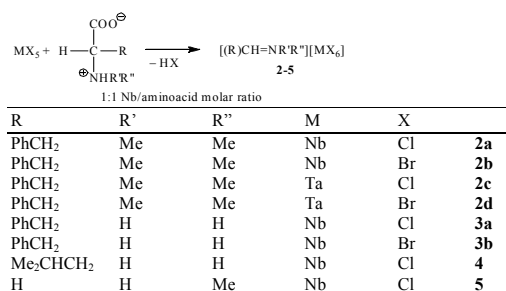 COO⊖
MX5 + H—C—R → [(R)CH=NR'R"][MX6]
– HX
2-5
⊕NHR'R"
1:1 Nb/aminoacid molar ratio
R R’ R” M X
PhCH2 Me Me Nb Cl 2a
PhCH2 Me Me Nb Br 2b
PhCH2 Me Me Ta Cl 2c
PhCH2 Me Me Ta Br 2d
PhCH2 H H Nb Cl 3a
PhCH2 H H Nb Br 3b
Me2CHCH2 H H Nb Cl 4
H H Me Nb Cl 5